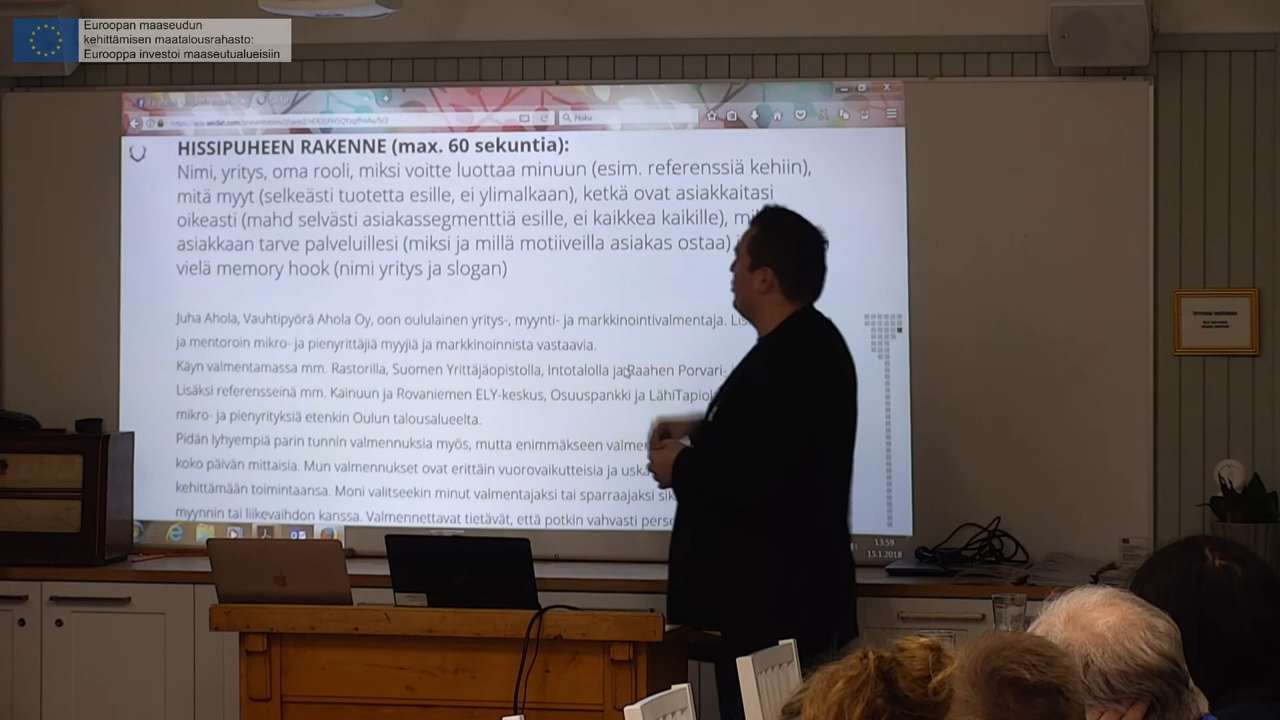 Euroopan maaseudun
kehittämisen maatalousrahasto:
Eurooppa investoi maaseutualueisiin
Haku
HISSIPUHEEN RAKENNE (max. 60 sekuntia):
Nimi, yritys, oma rooli, miksi voitte luottaa minuun (esim. referenssiä kehiin),
mitä myyt (selkeästi tuotetta esille, ei ylimalkaan), ketkä ovat asiakkaitasi
oikeasti (mahd selvästi asiakassegmenttiä esille, ei kaikkea kaikille),
asiakkaan tarve palveluillesi (miksi ja millä motiiveilla asiakas ostaa)
vielä memory hook (nimi yritys ja slogan)
Juha Ahola, Vauhtipyörä Ahola Oy, oon oululainen yritys-, myynti- ja markkinointivalmentaja.
ja mentoroin mikro- ja pienyrittäjiä myyjiä ja markkinoinnista vastaavia.
Käyn valmentamassa mm. Rastorilla, Suomen Yrittäjäopistolla, Intotalolla ja Raahen Porvari-
Lisäksi referensseinä mm. Kainuun ja Rovaniemen ELY-keskus, Osuuspankki ja
mikro- ja pienyrityksiä etenkin Oulun talousalueelta.
Pidän lyhyempiä parin tunnin valmennuksia myös, mutta enimmäkseen
koko päivän mittaisia. Mun valmennukset ovat erittäin vuorovaikutteisia ja
kehittämään toimintaansa. Moni valitseekin minut valmentajaksi tai sparraajaksi
myynnin tai liikevaihdon kanssa. Valmennettavat tietävät, että potkin vahvasti
13:59
15.1.2018